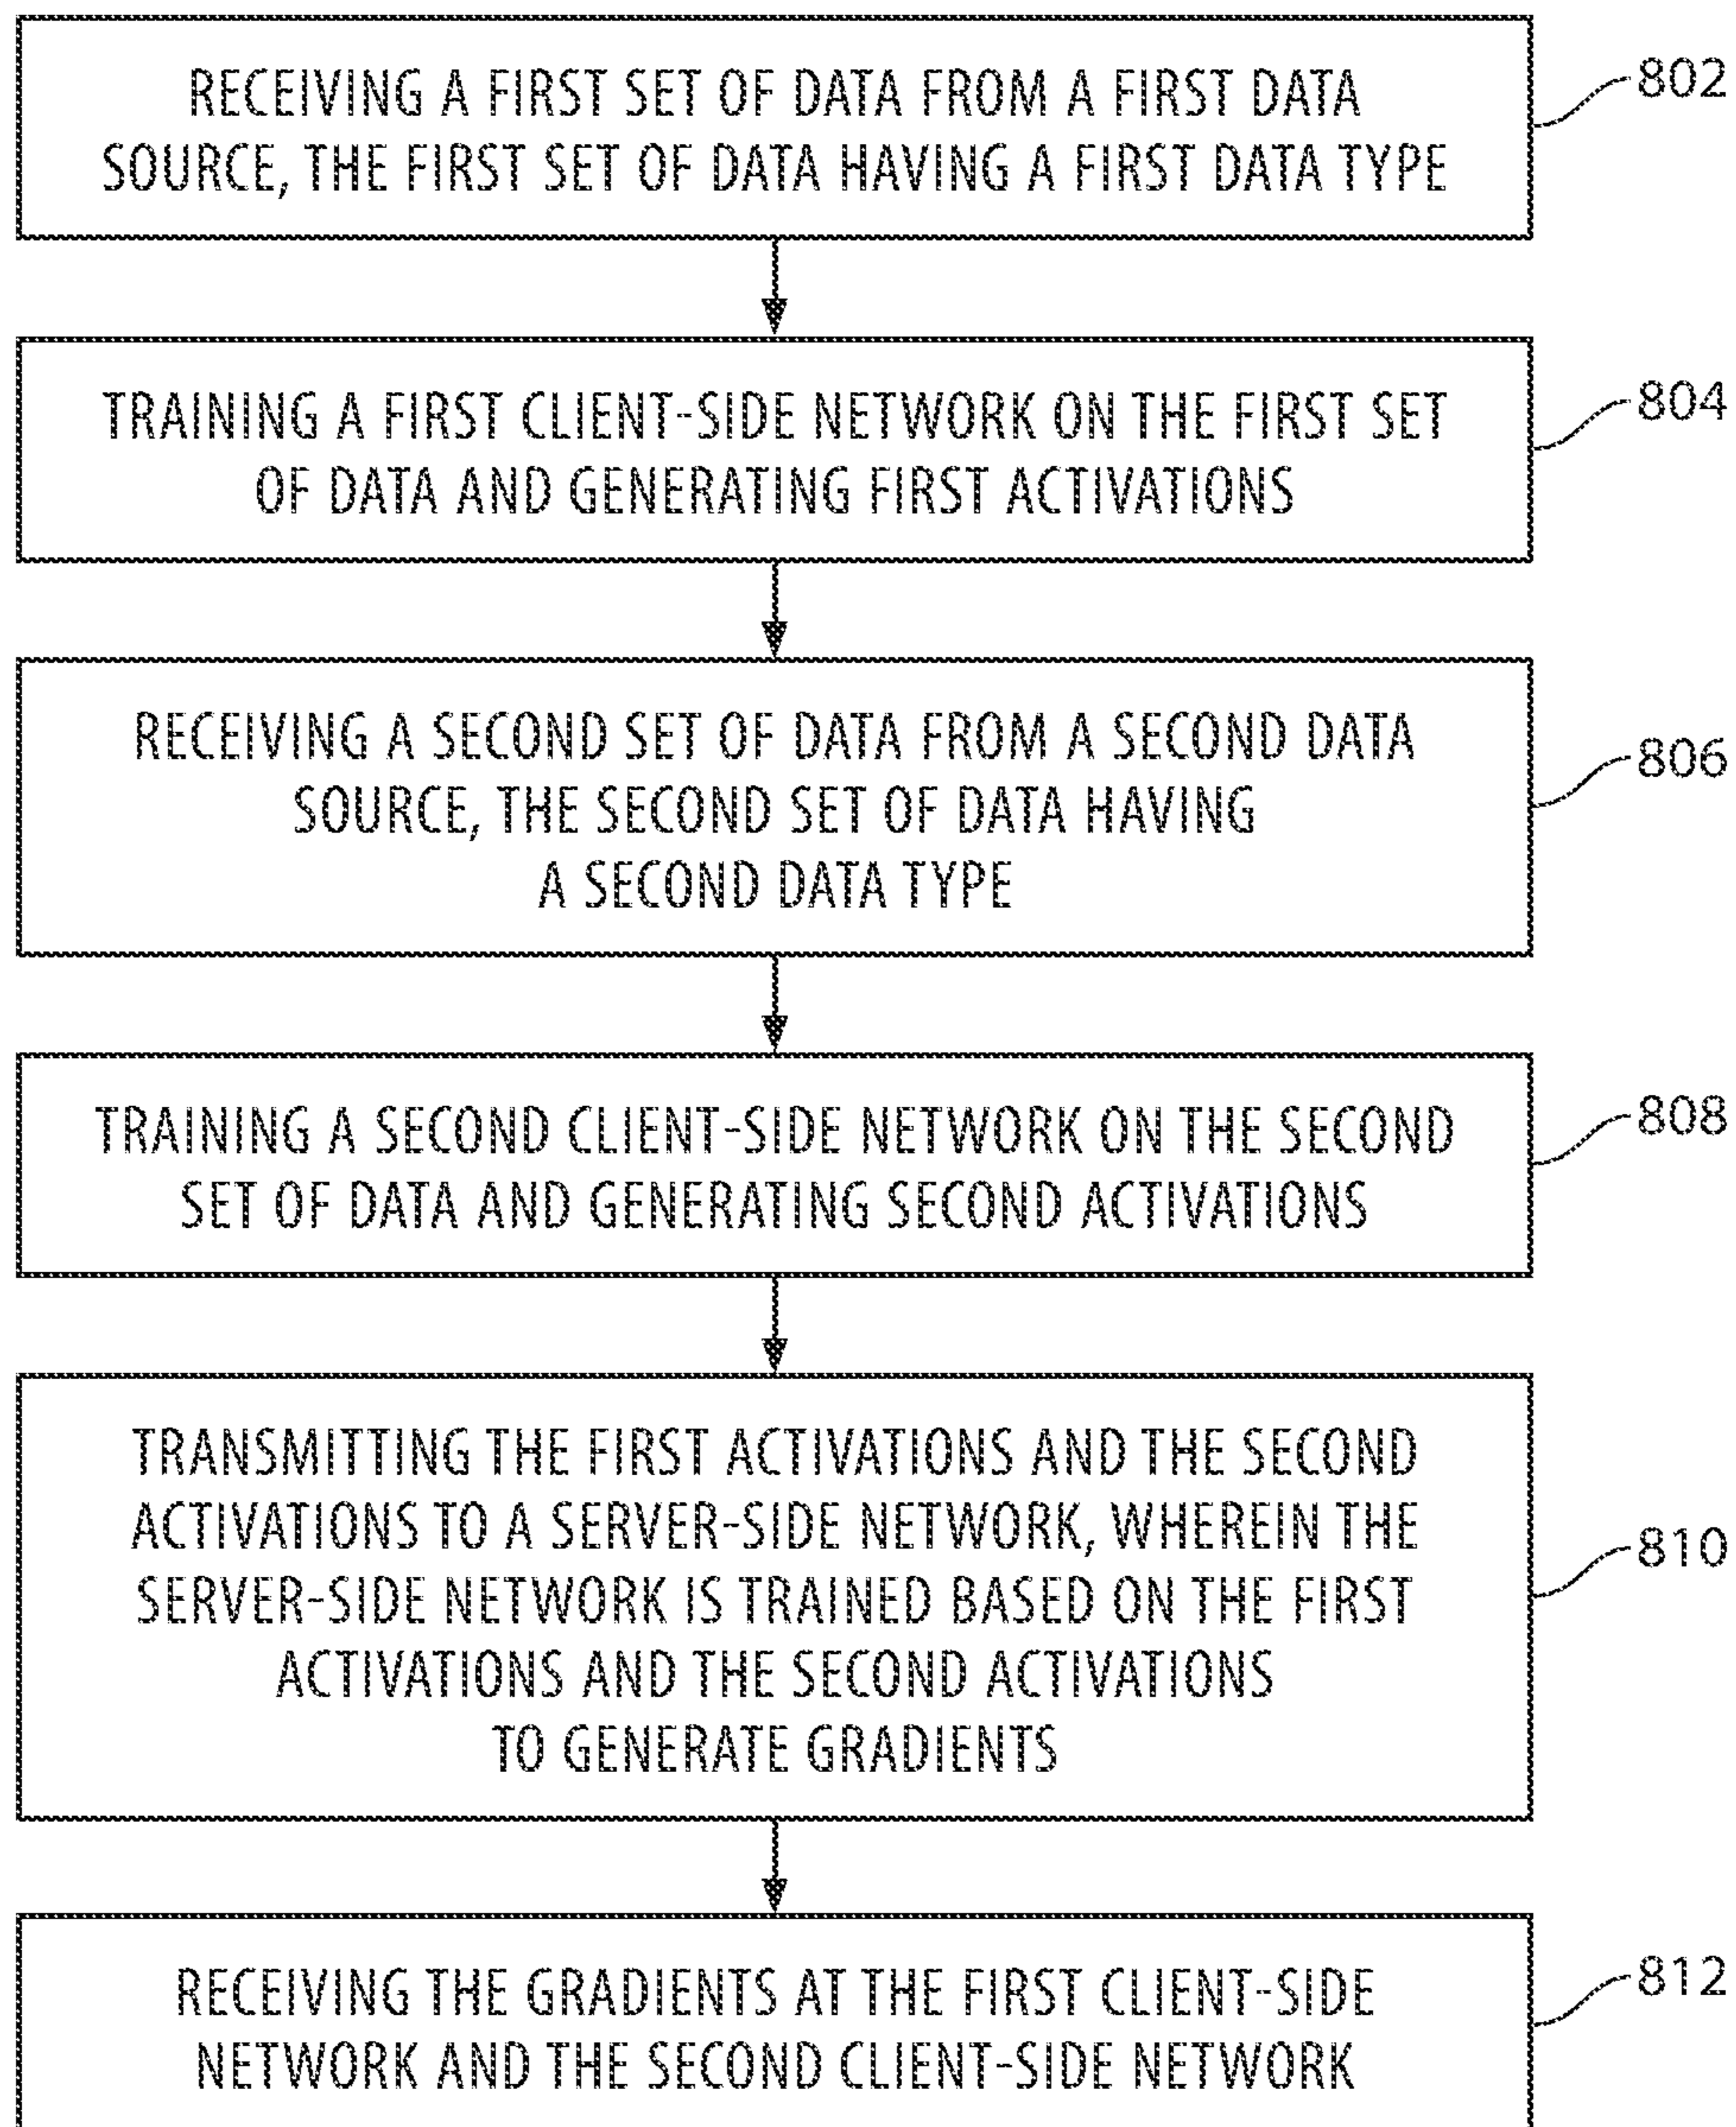 RECEIVING A FIRST SET OF DATA FROM A FIRST DATA
SOURCE, THE FIRST SET OF DATA HAVING A FIRST DATA TYPE
802
TRAINING A FIRST CLIENT-SIDE NETWORK ON THE FIRST SET
OF DATA AND GENERATING FIRST ACTIVATIONS
804
RECEIVING A SECOND SET OF DATA FROM A SECOND DATA
SOURCE, THE SECOND SET OF DATA HAVING
A SECOND DATA TYPE
806
TRAINING A SECOND CLIENT-SIDE NETWORK ON THE SECOND
SET OF DATA AND GENERATING SECOND ACTIVATIONS
808
TRANSMITTING THE FIRST ACTIVATIONS AND THE SECOND
ACTIVATIONS TO A SERVER-SIDE NETWORK, WHEREIN THE
SERVER-SIDE NETWORK IS TRAINED BASED ON THE FIRST
ACTIVATIONS AND THE SECOND ACTIVATIONS
TO GENERATE GRADIENTS
810
RECEIVING THE GRADIENTS AT THE FIRST CLIENT-SIDE
NETWORK AND THE SECOND CLIENT-SIDE NETWORK
812